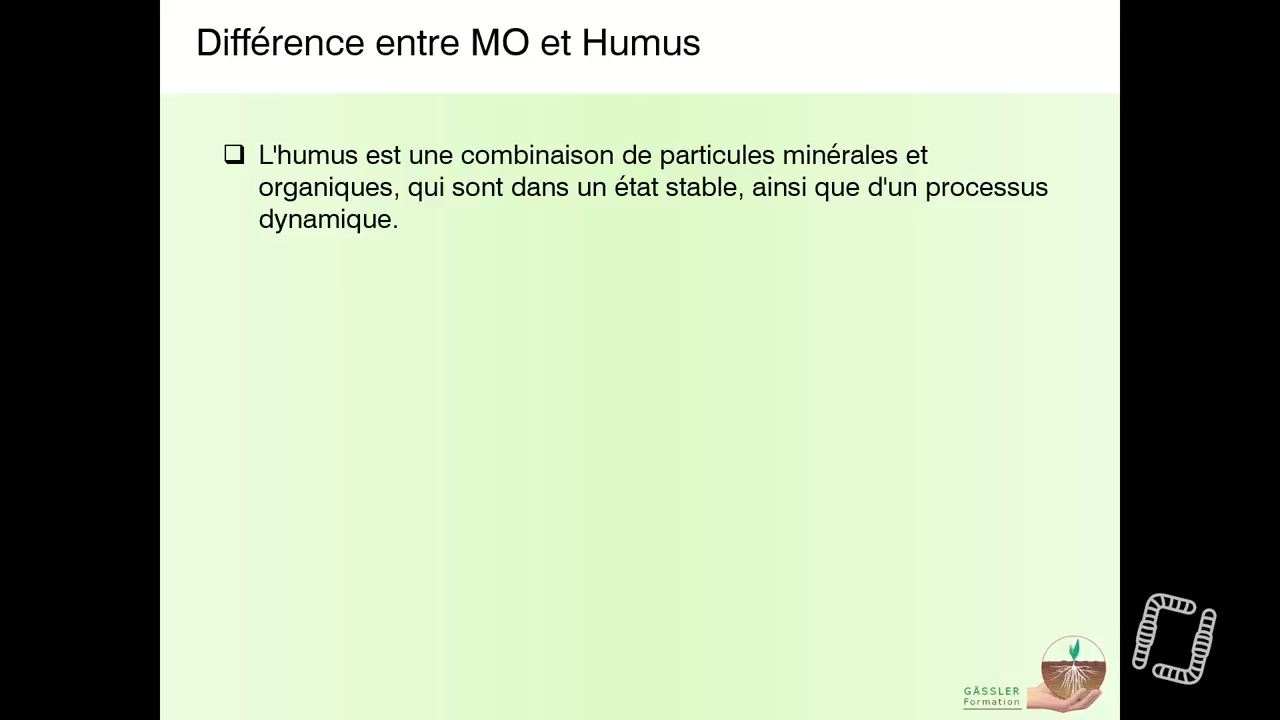 Différence entre MO et Humus
L'humus est une combinaison de particules minérales et
organiques, qui sont dans un état stable, ainsi que d'un processus
dynamique.
GÄSSLER
Formation